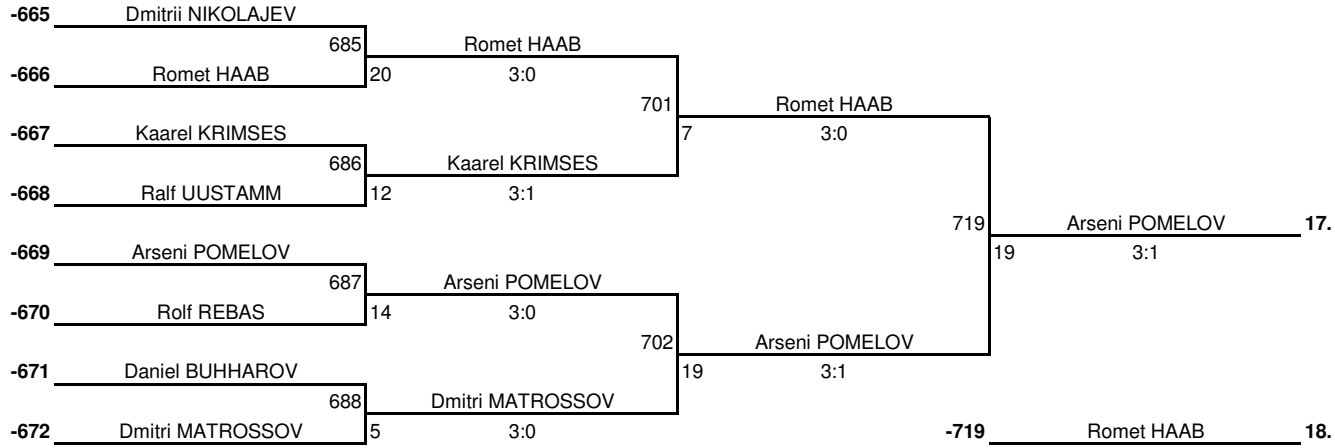 -665 Dmitrii NIKOLAJEV
685 Romet HAAB
-666 Romet HAAB 20 3:0
701 Romet HAAB
-667 Kaarel KRIMSES 7 3:0
686 Kaarel KRIMSES
-668 Ralf UUSTAMM 12 3:1
719 Arseni POMELOV 17.
-669 Arseni POMELOV 19 3:1
687 Arseni POMELOV
-670 Rolf REBAS 14 3:0
702 Arseni POMELOV
-671 Daniel BUHHAROV 19 3:1
688 Dmitri MATROSSOV
-672 Dmitri MATROSSOV 5 3:0 -719 Romet HAAB 18.